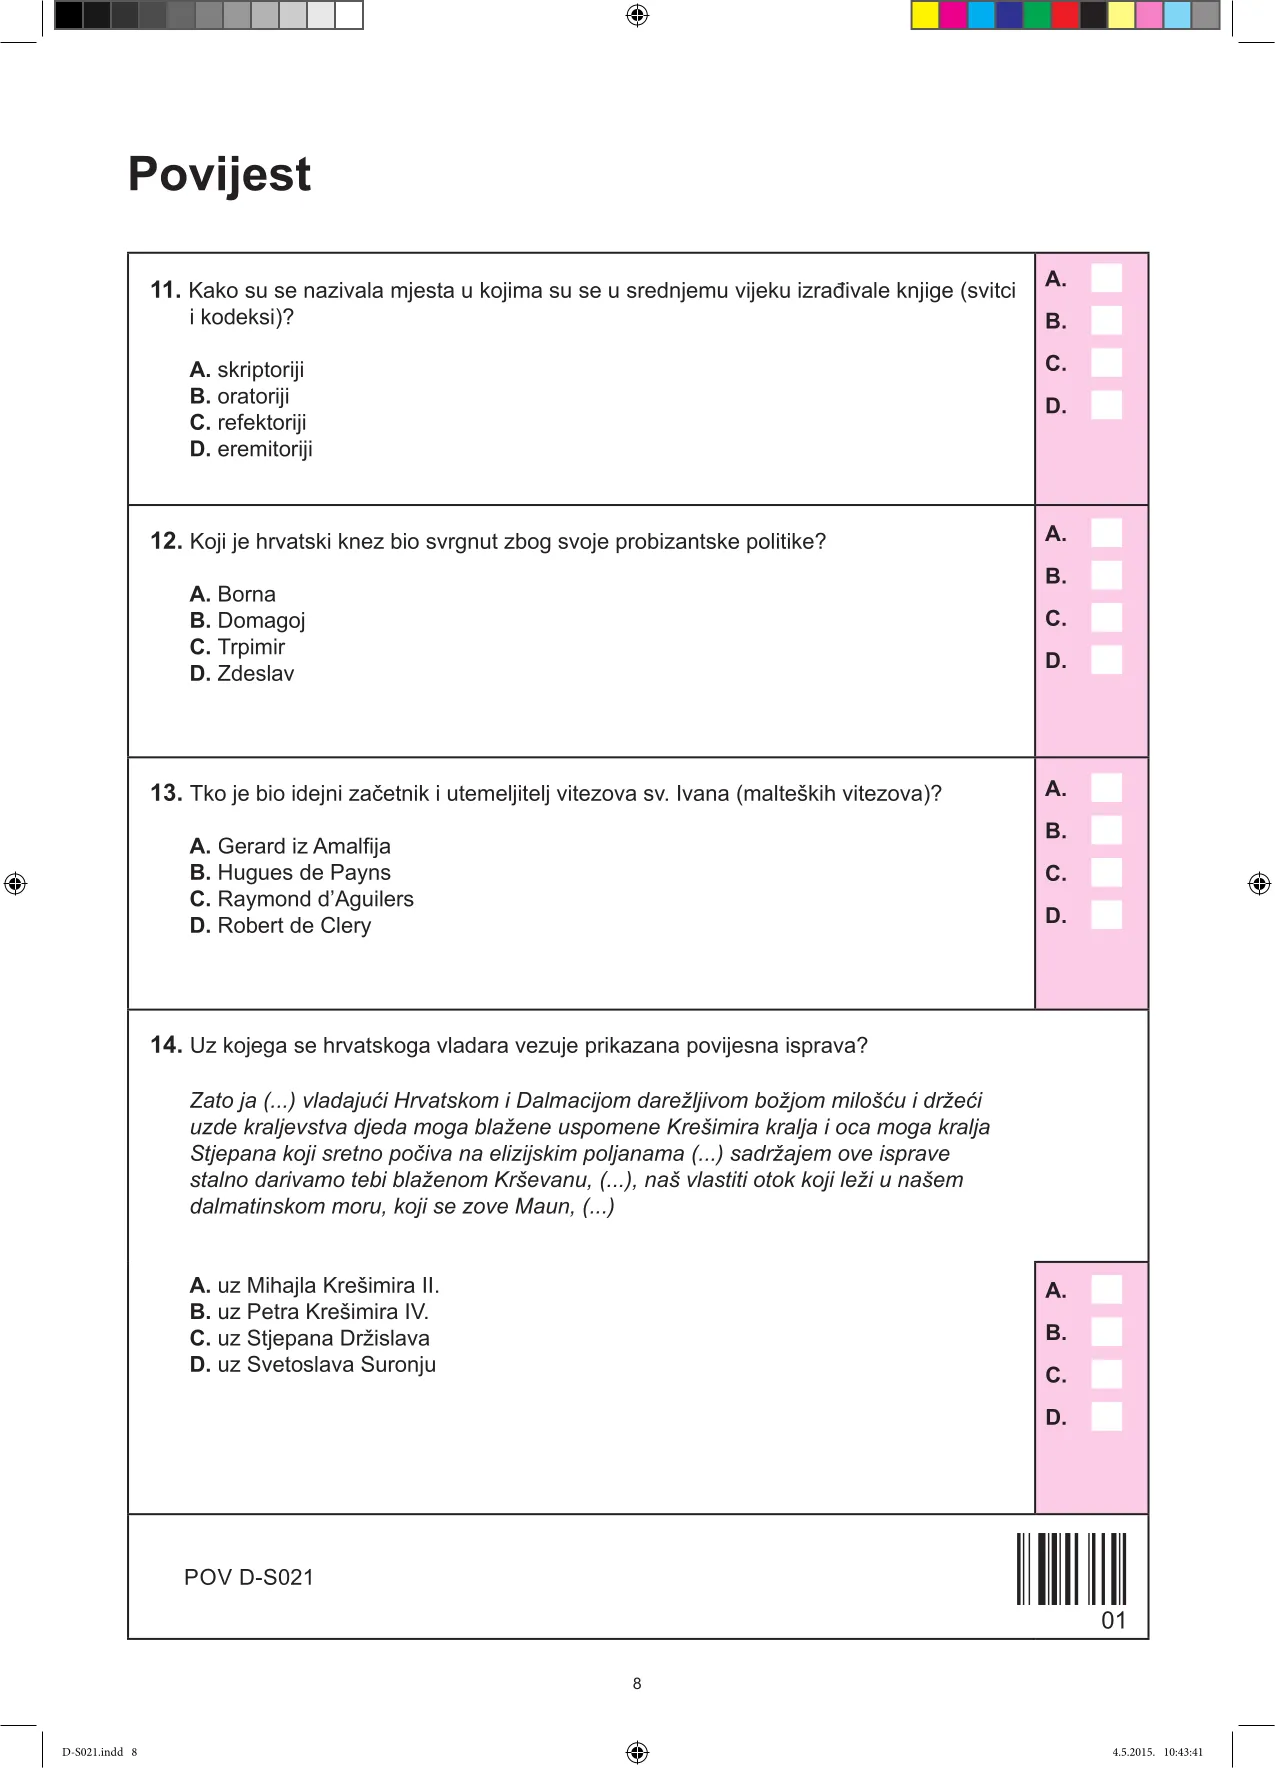 Povijest
11. Kako su se nazivala mjesta u kojima su se u srednjemu vijeku izrađivale knjige (svitci
i kodeksi)?
A. skriptoriji
B. oratoriji
C. refektoriji
D. eremitoriji
A.
B.
C.
D.
12. Koji je hrvatski knez bio svrgnut zbog svoje probizantske politike?
A. Borna
B. Domagoj
C. Trpimir
D. Zdeslav
A.
B.
C.
D.
13. Tko je bio idejni začetnik i utemeljitelj vitezova sv. Ivana (malteških vitezova)?
A. Gerard iz Amalfija
B. Hugues de Payns
C. Raymond d’Aguilers
D. Robert de Clery
A.
B.
C.
D.
14. Uz kojega se hrvatskoga vladara vezuje prikazana povijesna isprava?
Zato ja (...) vladajući Hrvatskom i Dalmacijom darežljivom božjom milošću i držeći
uzde kraljevstva djeda moga blažene uspomene Krešimira kralja i oca moga kralja
Stjepana koji sretno počiva na elizijskim poljanama (...) sadržajem ove isprave
stalno darivamo tebi blaženom Krševanu, (...), naš vlastiti otok koji leži u našem
dalmatinskom moru, koji se zove Maun, (...)
A. uz Mihajla Krešimira II.
B. uz Petra Krešimira IV.
C. uz Stjepana Držislava
D. uz Svetoslava Suronju
A.
B.
C.
D.
POV D-S021
01
8
D-S021.indd 8
4.5.2015. 10:43:41